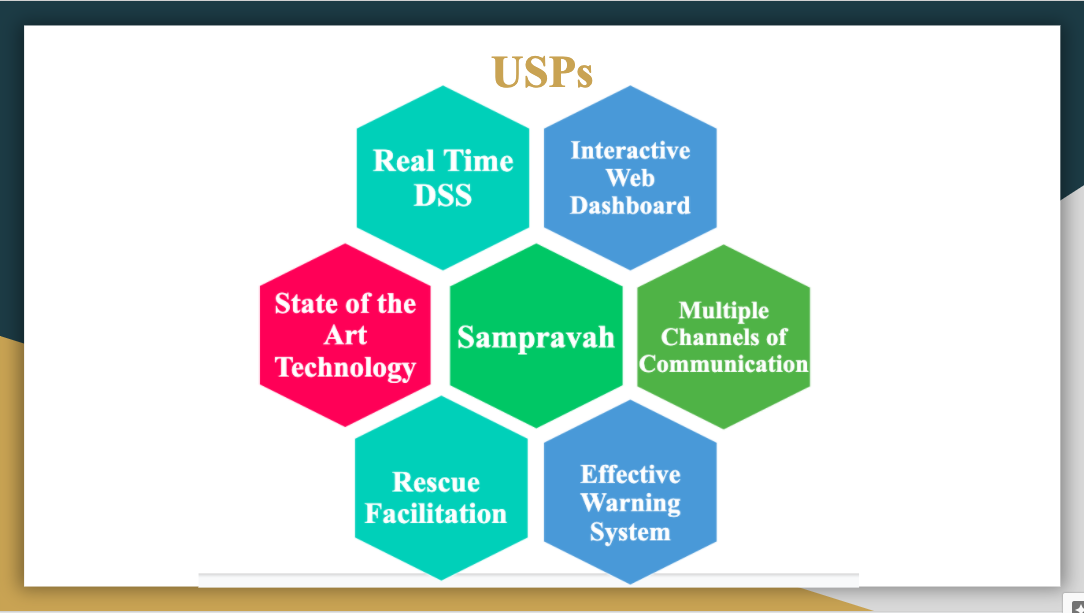 USPs
Real Time
DSS
Interactive
Web
Dashboard
State of the
Art
Technology
Sampravah
Multiple
Channels of
Communication
Rescue
Facilitation
Effective
Warning
System